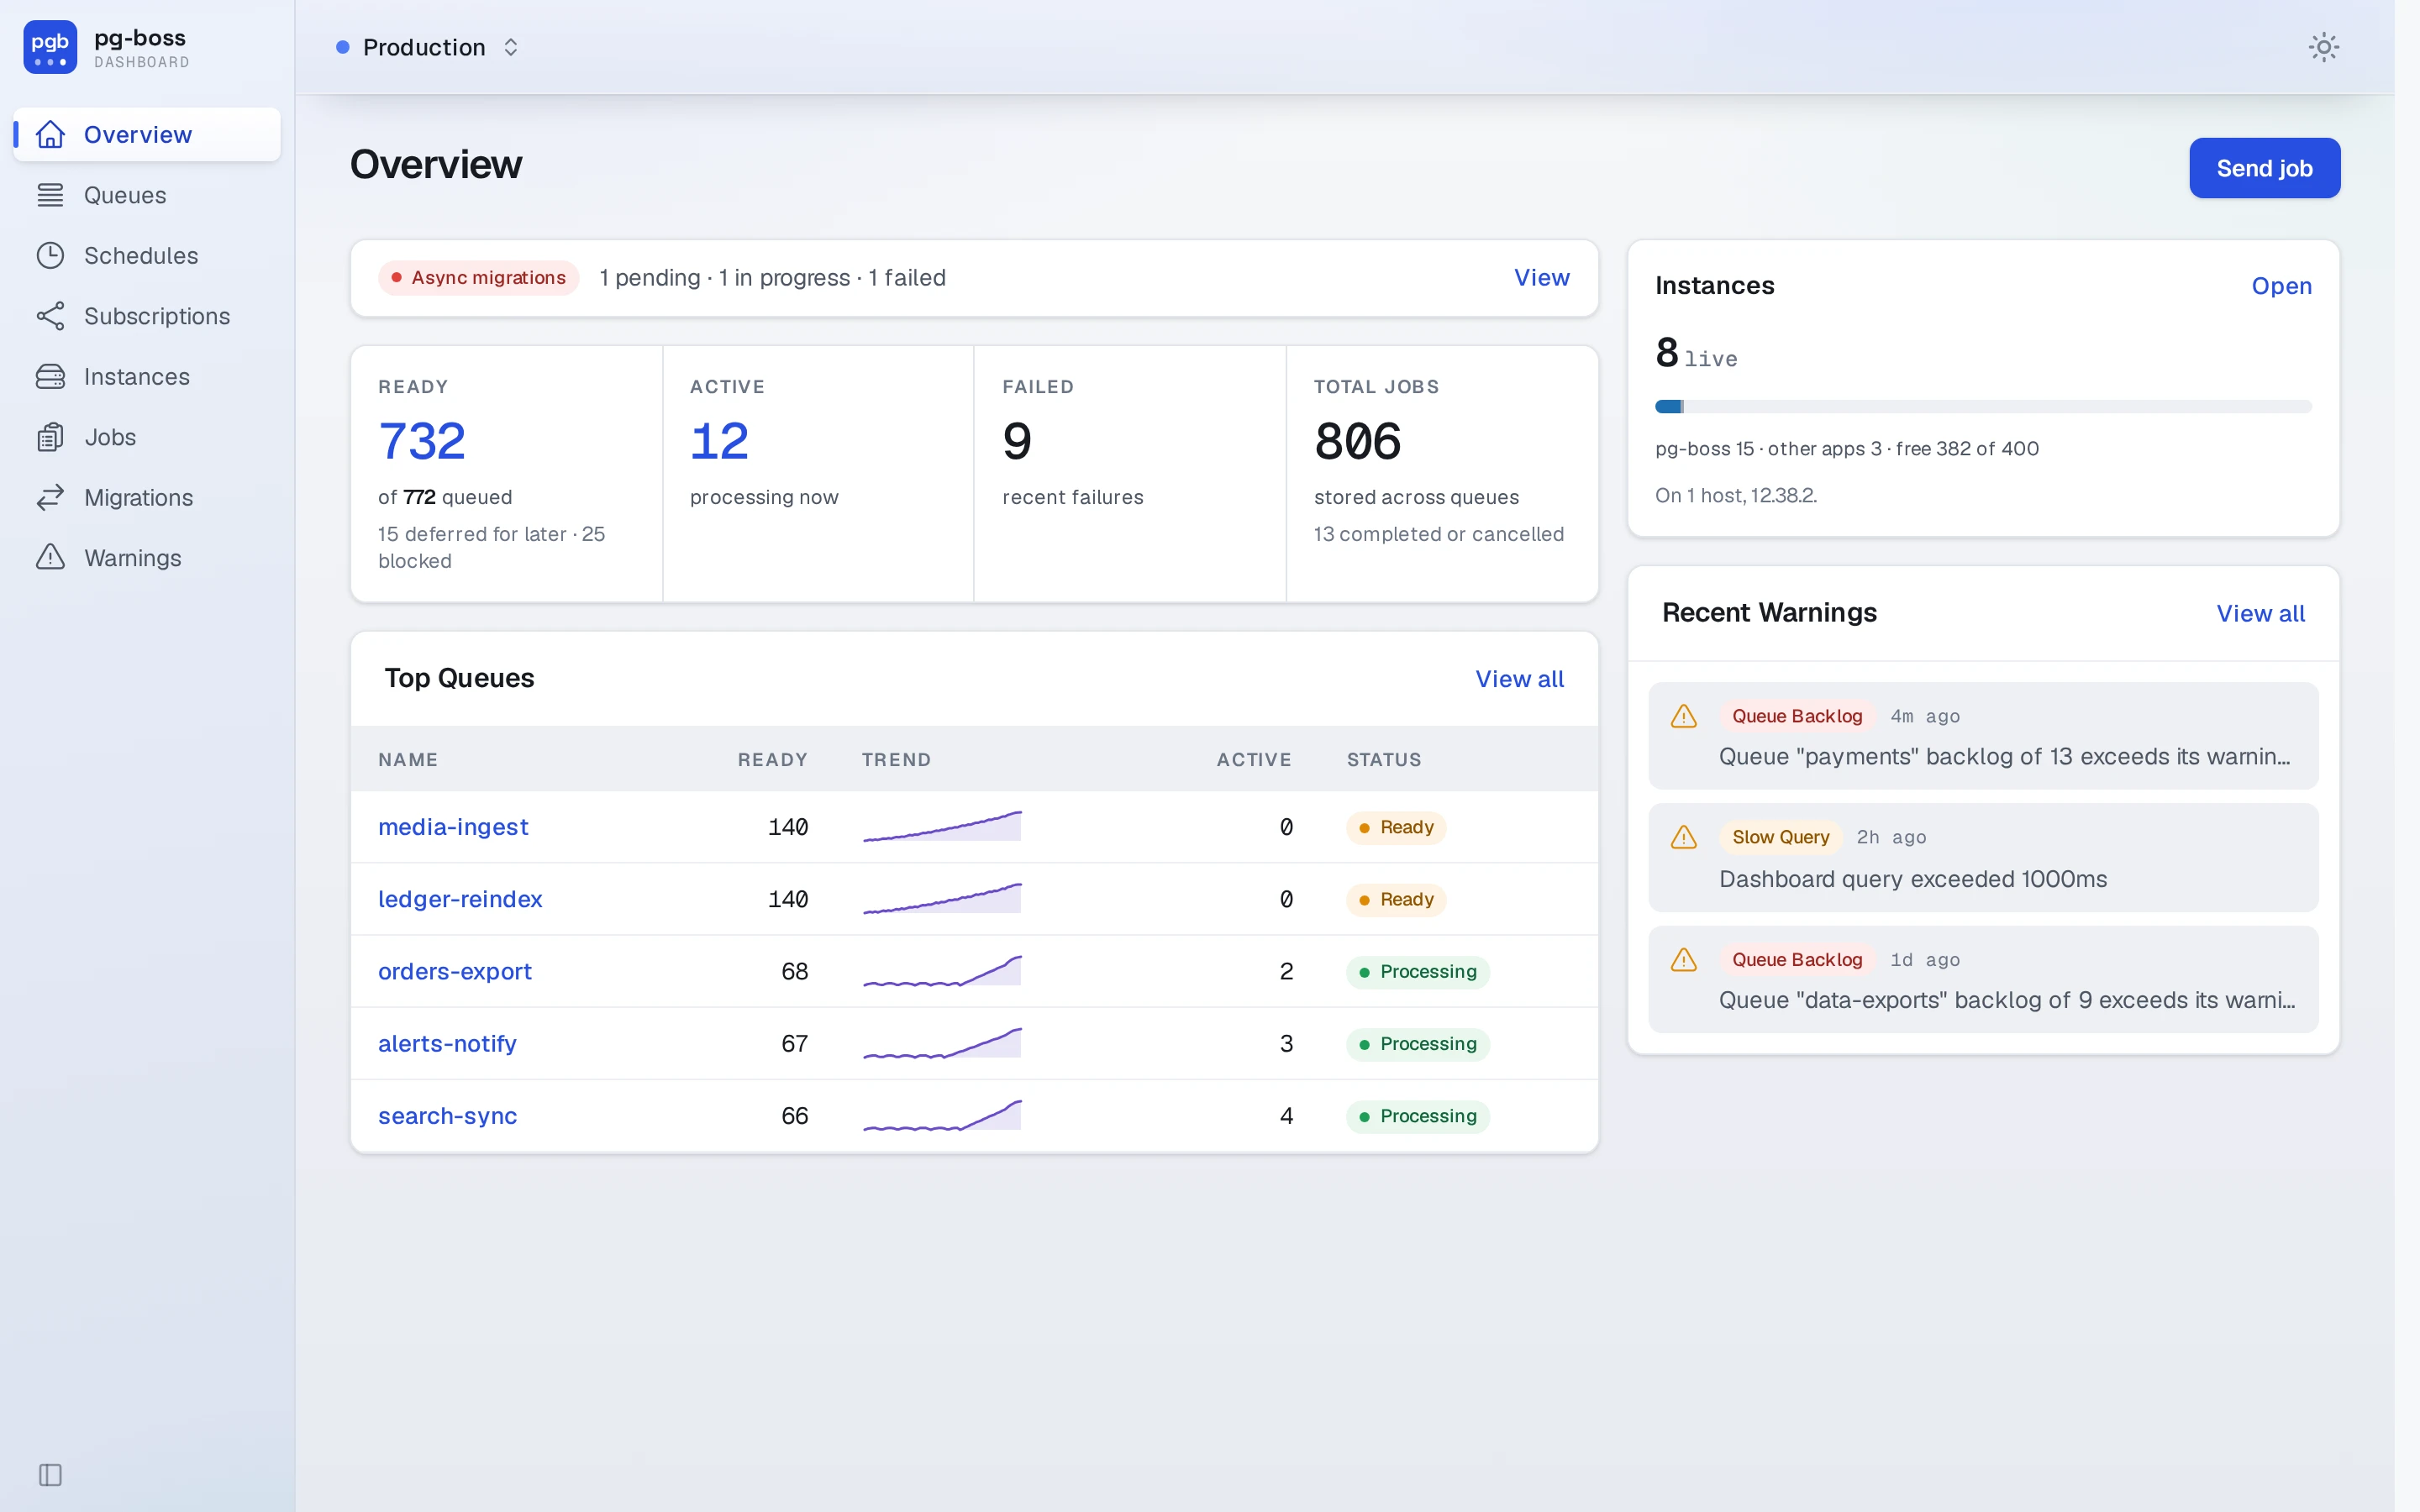 pgb
pg-boss
DASHBOARD
Overview
Queues
Schedules
Subscriptions
Instances
Jobs
Migrations
Warnings
Production
Overview
Send job
Async migrations
1 pending · 1 in progress · 1 failed
View
READY
732
of 772 queued
15 deferred for later · 25
blocked
ACTIVE
12
processing now
FAILED
9
recent failures
TOTAL JOBS
806
stored across queues
13 completed or cancelled
Top Queues
View all
NAME READY TREND ACTIVE STATUS
media-ingest 140 0 Ready
ledger-reindex 140 0 Ready
orders-export 68 2 Processing
alerts-notify 67 3 Processing
search-sync 66 4 Processing
Instances
Open
8 live
pg-boss 15 · other apps 3 · free 382 of 400
On 1 host, 12.38.2.
Recent Warnings
View all
Queue Backlog 4m ago
Queue "payments" backlog of 13 exceeds its warnin...
Slow Query 2h ago
Dashboard query exceeded 1000ms
Queue Backlog 1d ago
Queue "data-exports" backlog of 9 exceeds its warni...